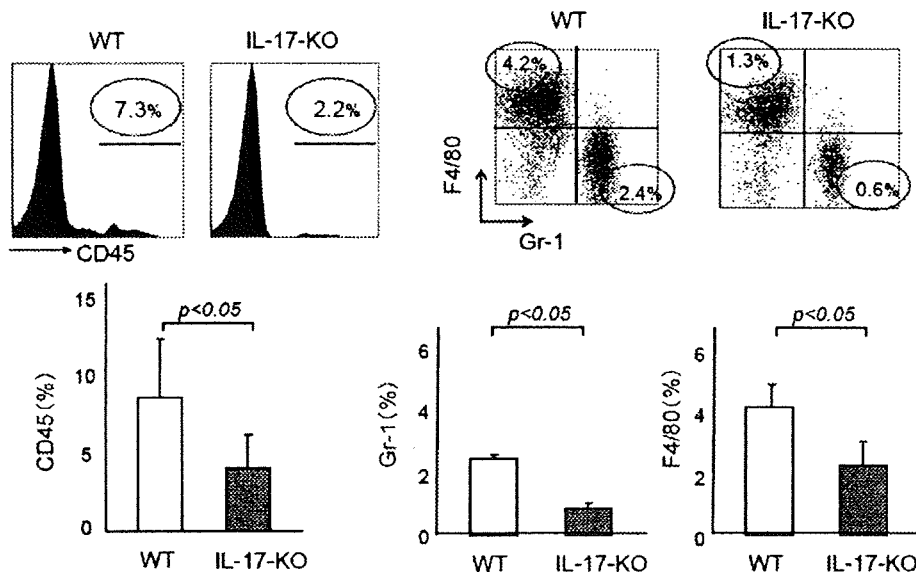 WT IL-17-KO
7.3% 2.2%
CD45
WT IL-17-KO
4.2% 1.3%
F4/80
2.4% 0.6%
Gr-1
15
10
5
0
CD45(%)
p<0.05
WT IL-17-KO
6
4
2
0
Gr-1(%)
p<0.05
WT IL-17-KO
6
4
2
0
F4/80(%)
p<0.05
WT IL-17-KO